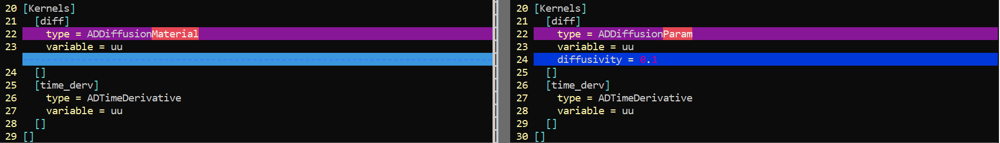 20 [Kernels]
21   [diff]
22     type = ADDiffusionMaterial
23     variable = uu
24   []
25   [time_derv]
26     type = ADTimeDerivative
27     variable = uu
28   []
29 []
20 [Kernels]
21   [diff]
22     type = ADDiffusionParam
23     variable = uu
24     diffusivity = 0.1
25   []
26   [time_derv]
27     type = ADTimeDerivative
28     variable = uu
29   []
30 []